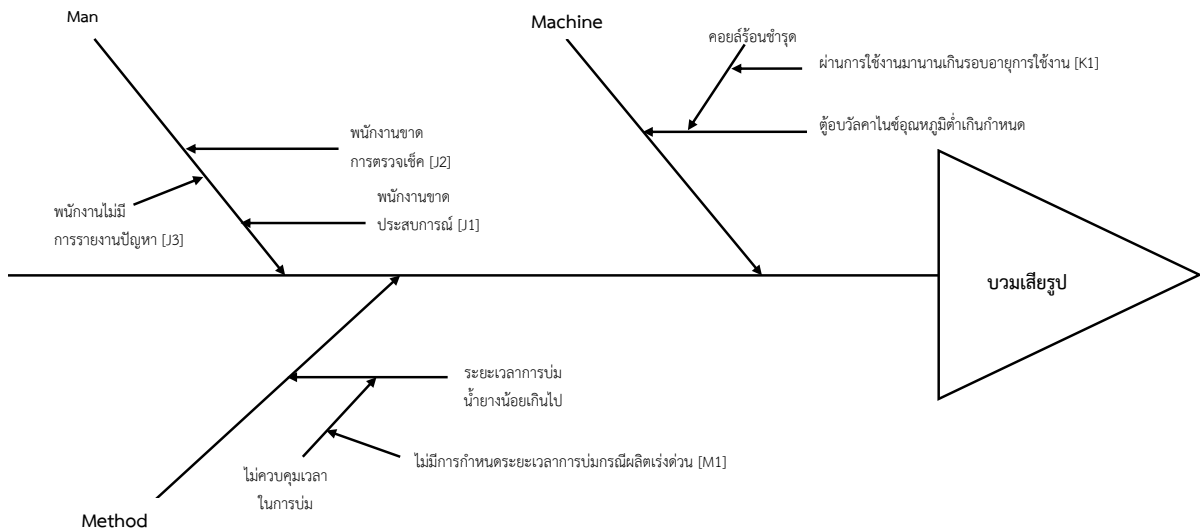 Man
Machine
คอยล์ร้อนชำรุด
ผ่านการใช้งานมานานเกินรอบอายุการใช้งาน [K1]
ตู้อบวัลคาไนซ์อุณหภูมิต่ำเกินกำหนด
พนักงานขาด
การตรวจเช็ค [J2]
พนักงานขาด
ประสบการณ์ [J1]
พนักงานไม่มี
การรายงานปัญหา [J3]
บวมเสียรูป
ระยะเวลาการบ่ม
น้ำยางน้อยเกินไป
ไม่มีการกำหนดระยะเวลาการบ่มกรณีผลิตเร่งด่วน [M1]
ไม่ควบคุมเวลา
ในการบ่ม
Method